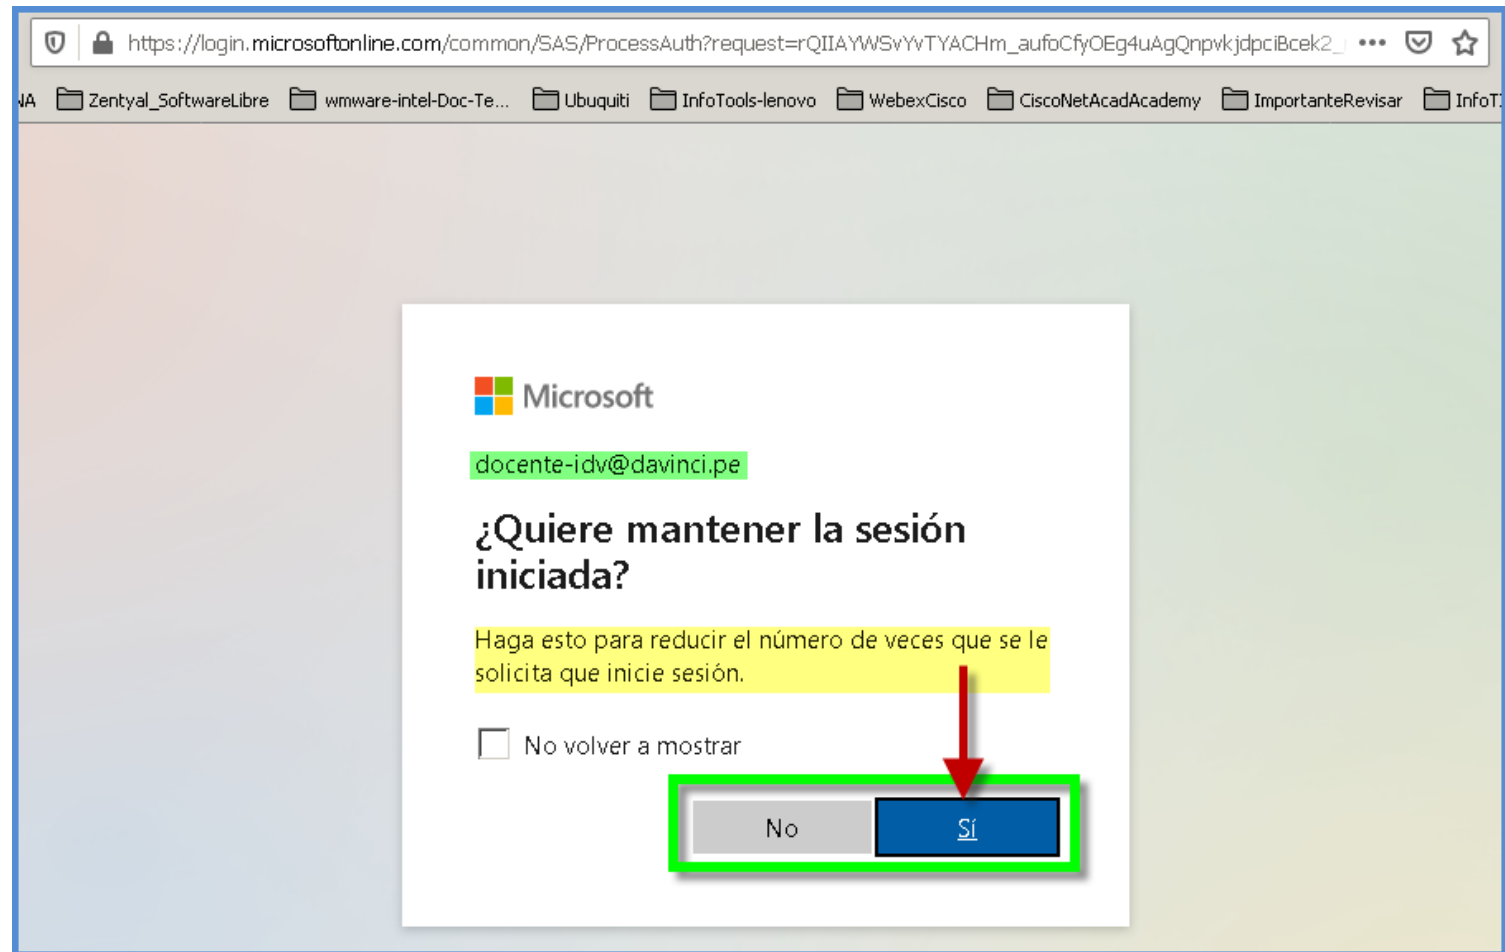 https://login.microsoftonline.com/common/SAS/ProcessAuth?request=rQIIAYWSvYvTYACHm_aufoCfyOEg4uAgQnpvkjdpciBcek2_
NA Zentyal_SoftwareLibre wmware-intel-Doc-Te... Ubuquiti InfoTools-lenovo WebexCisco CiscoNetAcadAcademy ImportanteRevisar
Microsoft
docente-idv@davinci.pe
¿Quiere mantener la sesión
iniciada?
Haga esto para reducir el número de veces que se le
solicita que inicie sesión.
No volver a mostrar
No Sí